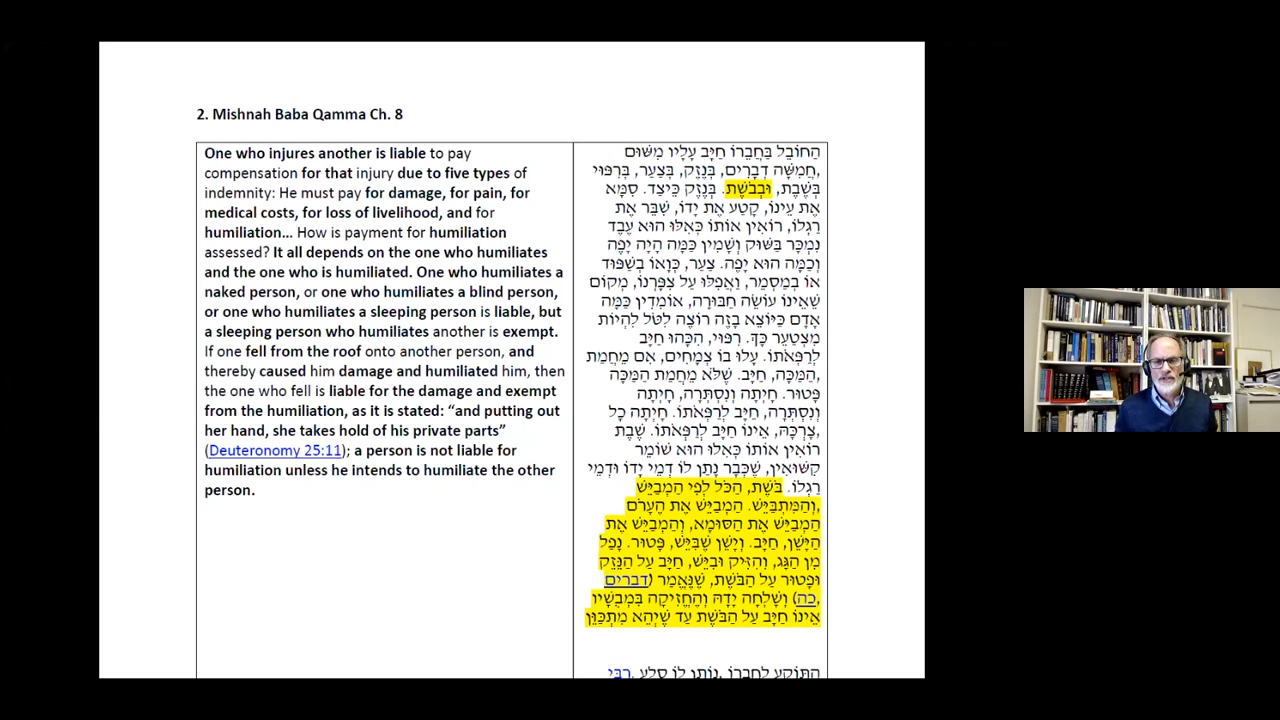 2. Mishnah Baba Qamma Ch. 8
One who injures another is liable to pay
compensation for that injury due to five types of
indemnity: He must pay for damage, for pain, for
medical costs, for loss of livelihood, and for
humiliation… How is payment for humiliation
assessed? It all depends on the one who humiliates
and the one who is humiliated. One who humiliates a
naked person, or one who humiliates a blind person,
or one who humiliates a sleeping person is liable, but
a sleeping person who humiliates another is exempt.
If one fell from the roof onto another person, and
thereby caused him damage and humiliated him, then
the one who fell is liable for the damage and exempt
from the humiliation, as it is stated: “and putting out
her hand, she takes hold of his private parts”
(Deuteronomy 25:11); a person is not liable for
humiliation unless he intends to humiliate the other
person.
הַחוֹבֵל בַּחֲבֵרוֹ חַיָּב עָלָיו מִשּׁוּם
חֲמִשָּׁה דְבָרִים, בְּנֶזֶק, בְּצַעַר, בְּרִפּוּי,
בְּשֶׁבֶת, וּבְבֹשֶׁת. בְּנֶזֶק כֵּיצַד. סִמָּא
אֶת עֵינוֹ, קָטַע אֶת יָדוֹ, שִׁבֵּר אֶת
רַגְלוֹ, רוֹאִין אוֹתוֹ כְּאִלּוּ הוּא עֶבֶד
נִמְכָּר בַּשּׁוּק וְשָׁמִין כַּמָּה הָיָה יָפֶה
וְכַמָּה הוּא יָפֶה. צַעַר, כְּוָאוֹ בְשַׁפּוּד
אוֹ בְמַסְמֵר, וַאֲפִלּוּ עַל צִפָּרְנוֹ, מְקוֹם
שֶׁאֵינוֹ עוֹשֶׂה חַבּוּרָה, אוֹמְדִין כַּמָּה
אָדָם כַּיּוֹצֵא בָזֶה רוֹצֶה לִטֹּל לִהְיוֹת
מִצְטַעֵר כָּךְ. רִפּוּי, הִכָּהוּ חַיָּב
לְרַפְּאֹתוֹ. עָלוּ בוֹ צְמָחִים, אִם מֵחֲמַת
הַמַּכָּה, חַיָּב. שֶׁלֹּא מֵחֲמַת הַמַּכָּה,
פָּטוּר. חָיְתָה וְנִסְתְּרָה, חָיְתָה
וְנִסְתְּרָה, חַיָּב לְרַפְּאֹתוֹ. חָיְתָה כָל
צָרְכָּהּ, אֵינוֹ חַיָּב לְרַפְּאֹתוֹ. שֶׁבֶת,
רוֹאִין אוֹתוֹ כְּאִלּוּ הוּא שׁוֹמֵר
קִשּׁוּאִין, שֶׁכְּבָר נָתַן לוֹ דְמֵי יָדוֹ וּדְמֵי
רַגְלוֹ. בֹּשֶׁת, הַכֹּל לְפִי הַמְבַיֵּשׁ
וְהַמִּתְבַּיֵּשׁ. הַמְבַיֵּשׁ אֶת הֶעָרֹם,
הַמְבַיֵּשׁ אֶת הַסּוּמָא, וְהַמְבַיֵּשׁ אֶת
הַיָּשֵׁן, חַיָּב. וְיָשֵׁן שֶׁבִּיֵּשׁ, פָּטוּר. נָפַל
מִן הַגָּג, וְהִזִּיק וּבִיֵּשׁ, חַיָּב עַל הַנֶּזֶק
וּפָטוּר עַל הַבֹּשֶׁת, שֶׁנֶּאֱמַר (דברים
כה), וְשָׁלְחָה יָדָהּ וְהֶחֱזִיקָה בִּמְבֻשָׁיו
אֵינוֹ חַיָּב עַל הַבֹּשֶׁת עַד שֶׁיְּהֵא מִתְכַּוֵּן
הַתּוֹקֵעַ לַחֲבֵרוֹ, נוֹתֵן לוֹ סֶלַע. רַבִּי